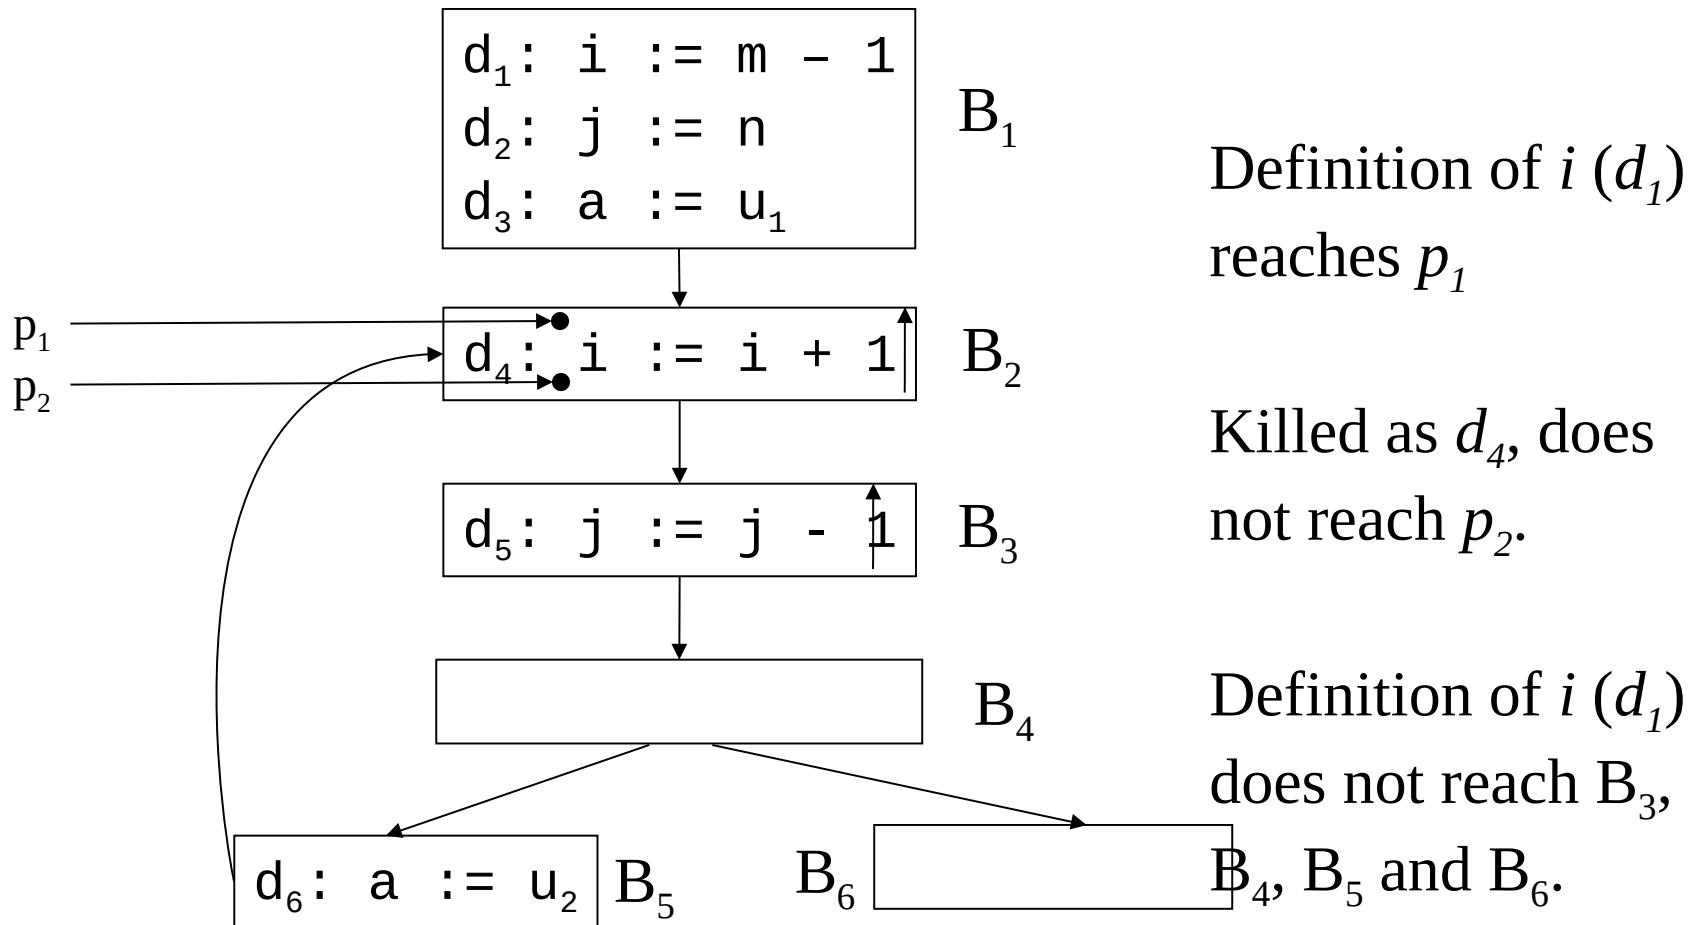 d₁: i := m – 1
d₂: j := n
d₃: a := u₁
B₁
p₁
p₂
d₄: i := i + 1
B₂
d₅: j := j - 1
B₃
B₄
d₆: a := u₂
B₅
B₆
Definition of i (d₁)
reaches p₁
Killed as d₄, does
not reach p₂.
Definition of i (d₁)
does not reach B₃,
B₄, B₅ and B₆.